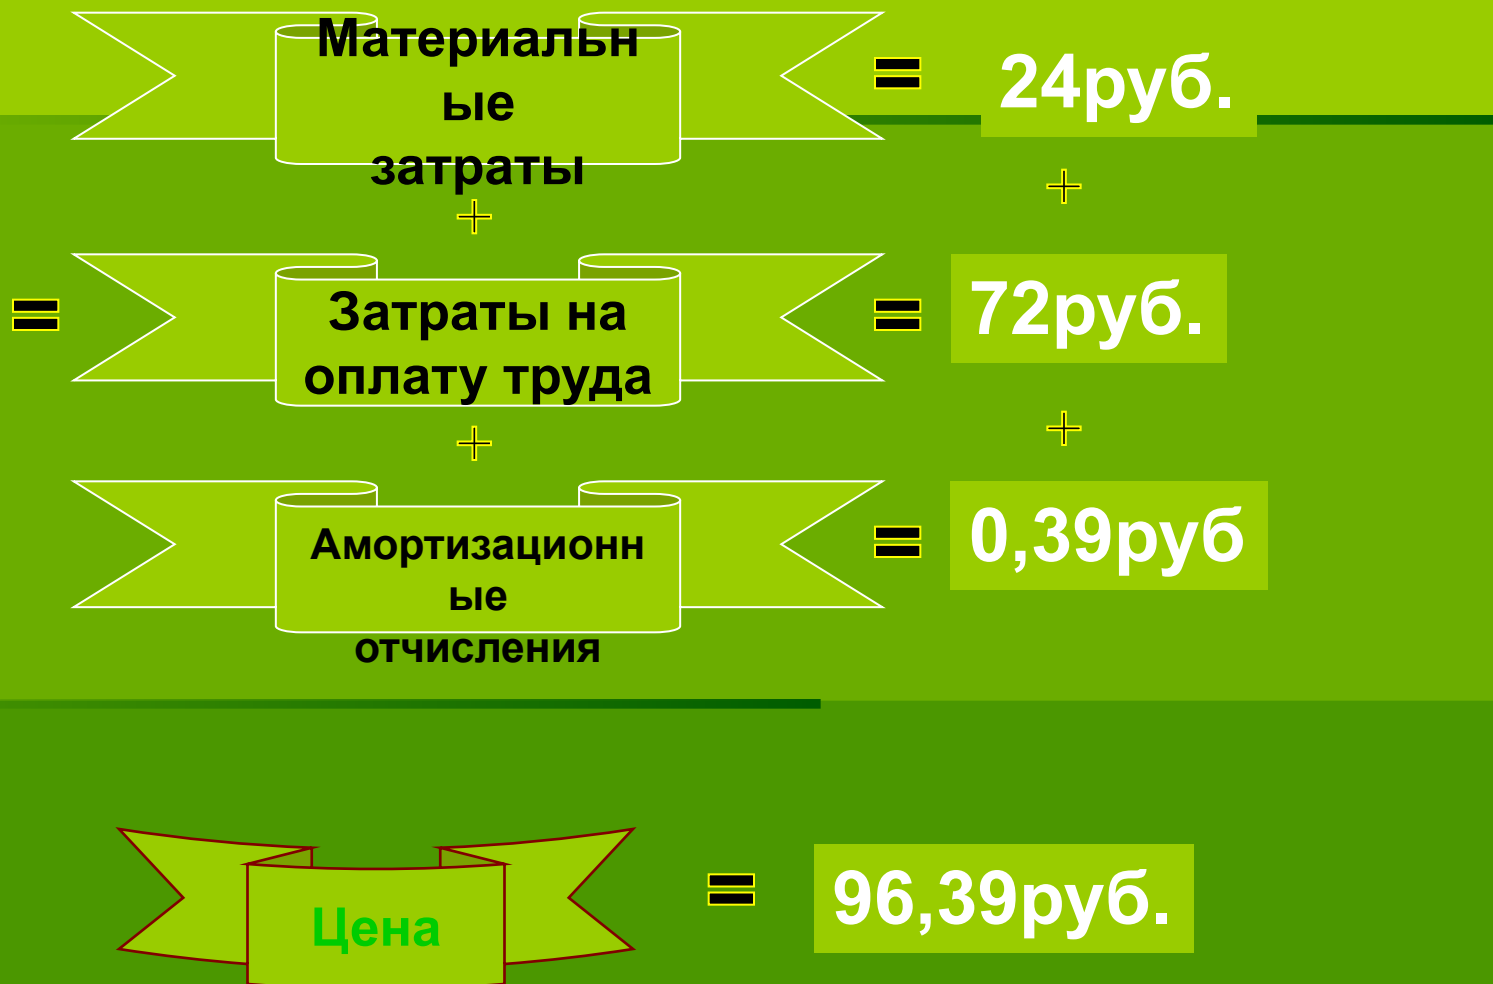 Материальн
ые
затраты
= 24руб.
+ +
= Затраты на
оплату труда
= 72руб.
+ +
Амортизационн
ые
отчисления
= 0,39руб
Цена = 96,39руб.